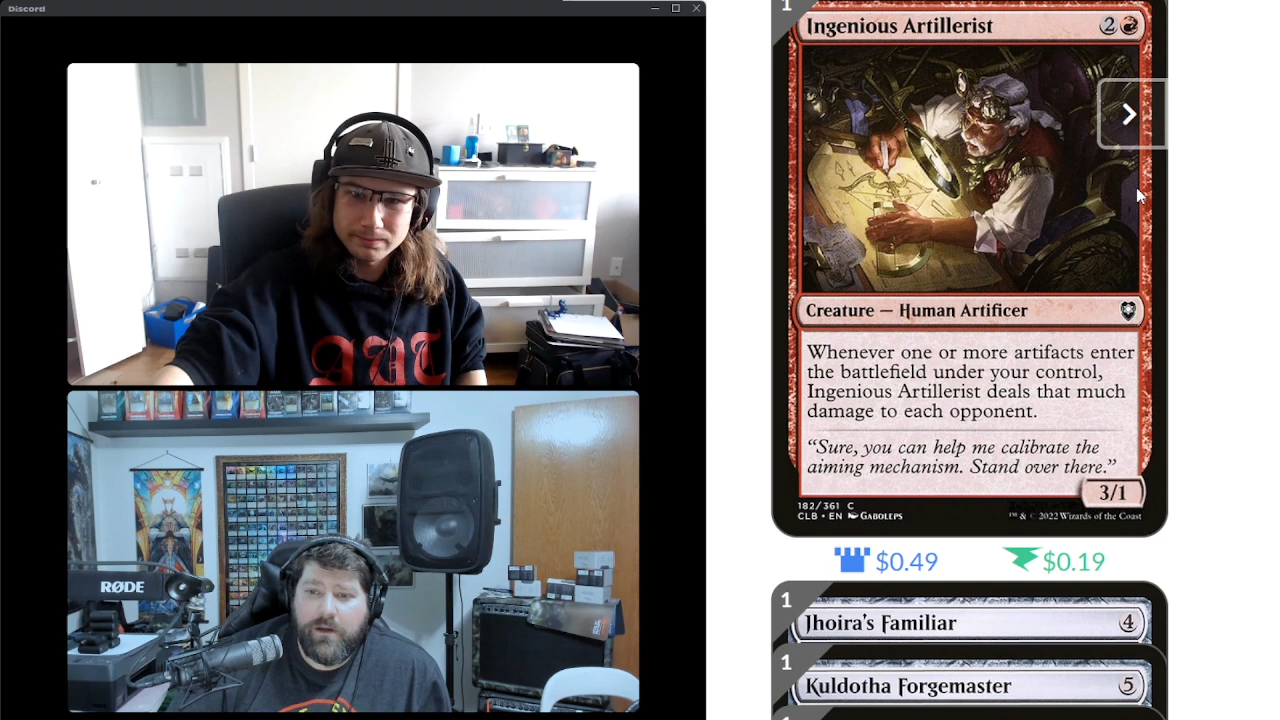 Discord
RØDE
1
Ingenious Artillerist 2
Creature — Human Artificer
Whenever one or more artifacts enter
the battlefield under your control,
Ingenious Artillerist deals that much
damage to each opponent.
“Sure, you can help me calibrate the
aiming mechanism. Stand over there.”
3/1
182/361 C
CLB • EN GABOLEPS
™ & © 2022 Wizards of the Coast
$0.49 $0.19
1
Jhoira's Familiar 4
1
Kuldotha Forgemaster 5